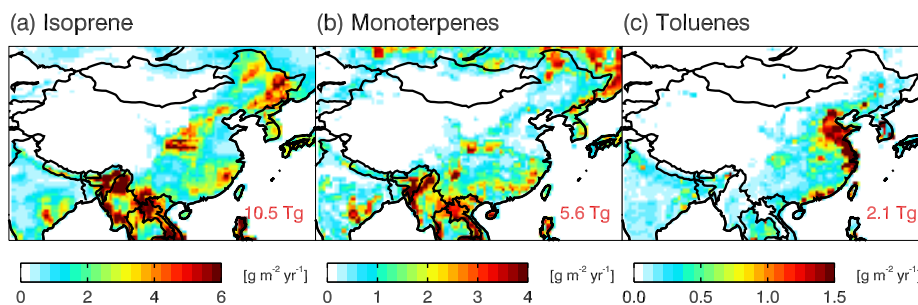 (a) Isoprene (b) Monoterpenes (c) Toluenes
10.5 Tg 5.6 Tg 2.1 Tg
[g m⁻² yr⁻¹] [g m⁻² yr⁻¹] [g m⁻² yr⁻¹]
0 2 4 6 0 1 2 3 4 0.0 0.5 1.0 1.5